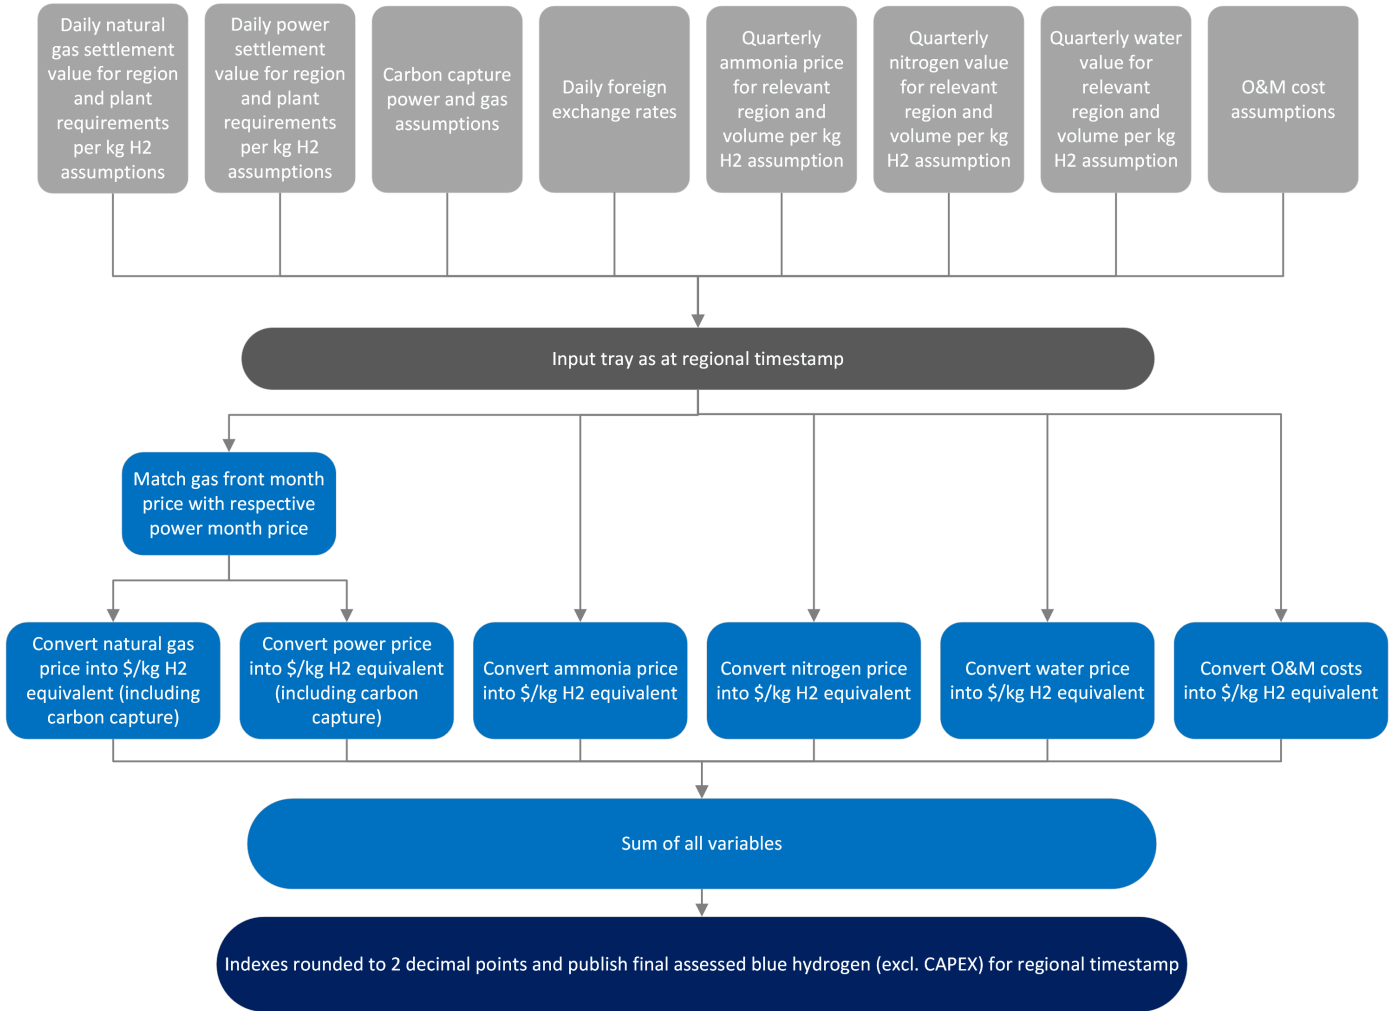 Daily natural
gas settlement
value for region
and plant
requirements
per kg H2
assumptions
Daily power
settlement
value for region
and plant
requirements
per kg H2
assumptions
Carbon capture
power and gas
assumptions
Daily foreign
exchange rates
Quarterly
ammonia price
for relevant
region and
volume per kg
H2 assumption
Quarterly
nitrogen value
for relevant
region and
volume per kg
H2 assumption
Quarterly water
value for
relevant
region and
volume per kg
H2 assumption
O&M cost
assumptions
Input tray as at regional timestamp
Match gas front month
price with respective
power month price
Convert natural gas
price into $/kg H2
equivalent (including
carbon capture)
Convert power price
into $/kg H2 equivalent
(including carbon
capture)
Convert ammonia price
into $/kg H2 equivalent
Convert nitrogen price
into $/kg H2 equivalent
Convert water price
into $/kg H2 equivalent
Convert O&M costs
into $/kg H2 equivalent
Sum of all variables
Indexes rounded to 2 decimal points and publish final assessed blue hydrogen (excl. CAPEX) for regional timestamp